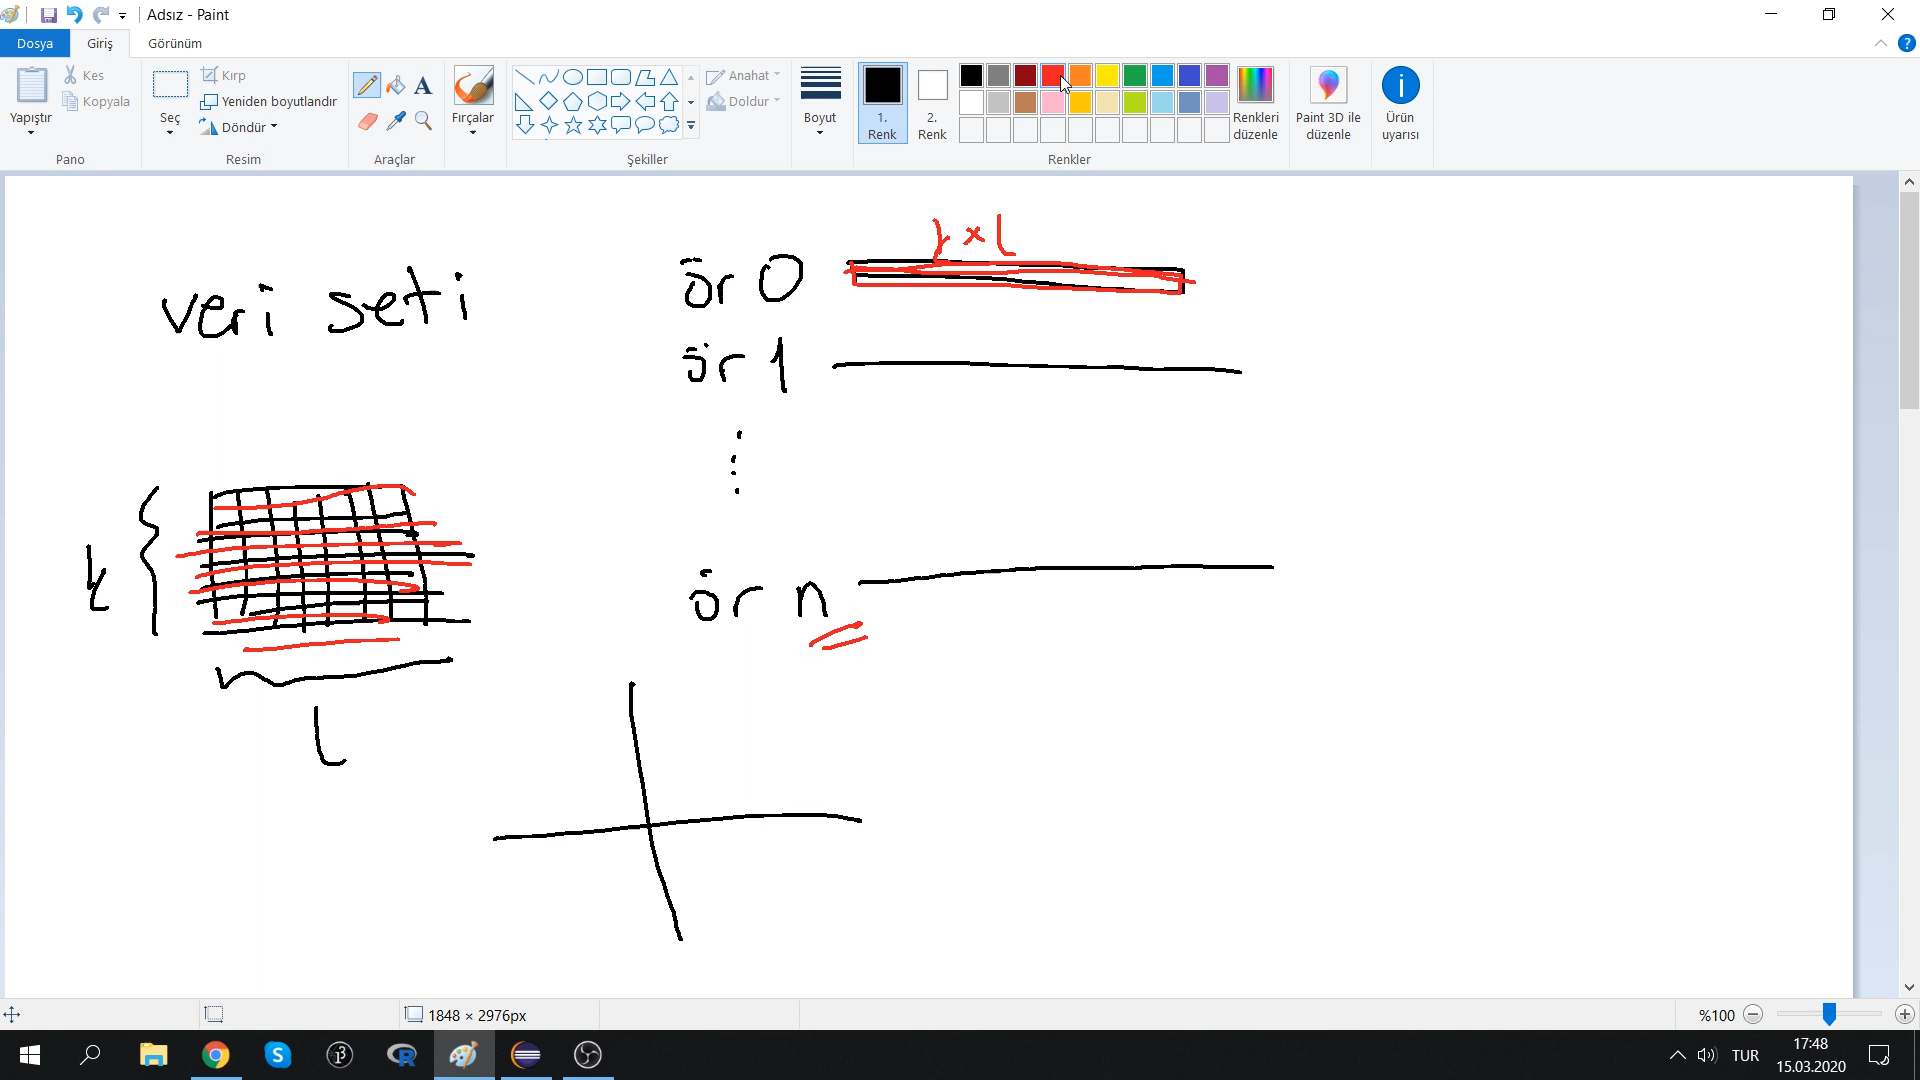 Adsız - Paint
Dosya
Giriş
Görünüm
Yapıştır
Kes
Kopyala
Pano
Seç
Kırp
Yeniden boyutlandır
Döndür
Resim
A
Araçlar
Fırçalar
Anahat
Doldur
Şekiller
Boyut
1.
Renk
2.
Renk
Renkleri
düzenle
Renkler
Paint 3D ile
düzenle
Ürün
uyarısı
veri seti
k x l
ör 0
ör 1
ör n
k
l
1848 × 2976px
%100
TUR
17:48
15.03.2020